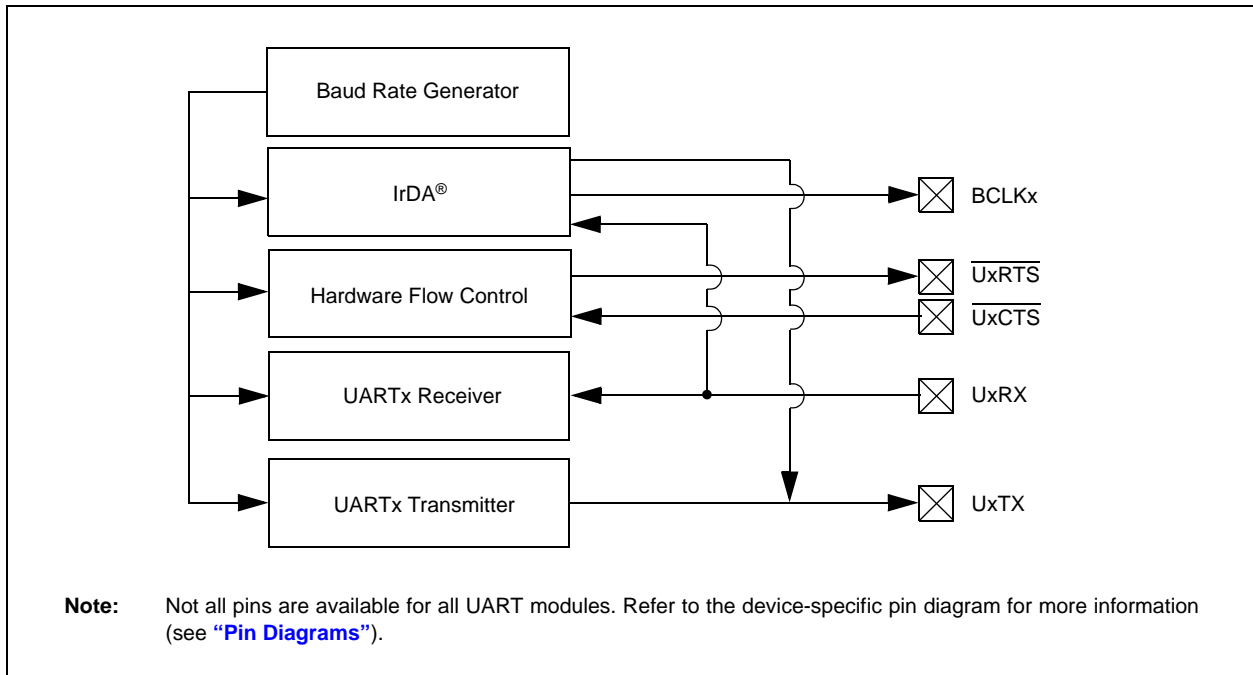 Baud Rate Generator
IrDA®
BCLKx
Hardware Flow Control
UxRTS
UxCTS
UARTx Receiver
UxRX
UARTx Transmitter
UxTX
Note: Not all pins are available for all UART modules. Refer to the device-specific pin diagram for more information
(see “Pin Diagrams”).